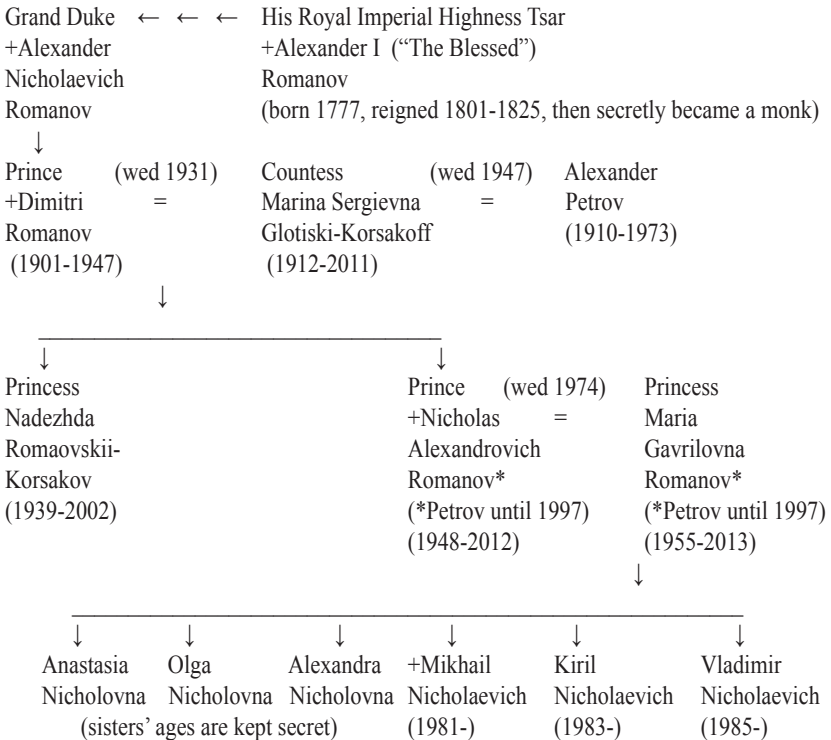 Grand Duke ← ← ← His Royal Imperial Highness Tsar
+Alexander +Alexander I (“The Blessed”)
Nicholaevich Romanov
Romanov (born 1777, reigned 1801-1825, then secretly became a monk)
↓
Prince (wed 1931) Countess (wed 1947) Alexander
+Dimitri = Marina Sergievna = Petrov
Romanov Glotiski-Korsakoff (1910-1973)
(1901-1947) (1912-2011)
↓
↓ ↓
Princess Prince (wed 1974) Princess
Nadezhda +Nicholas = Maria
Romaovskii- Alexandrovich Gavrilovna
Korsakov Romanov* Romanov*
(1939-2002) (*Petrov until 1997) (*Petrov until 1997)
(1948-2012) (1955-2013)
↓
↓ ↓ ↓ ↓ ↓ ↓
Anastasia Olga Alexandra +Mikhail Kiril Vladimir
Nicholovna Nicholovna Nicholovna Nicholaevich Nicholaevich Nicholaevich
(sisters’ ages are kept secret) (1981-) (1983-) (1985-)